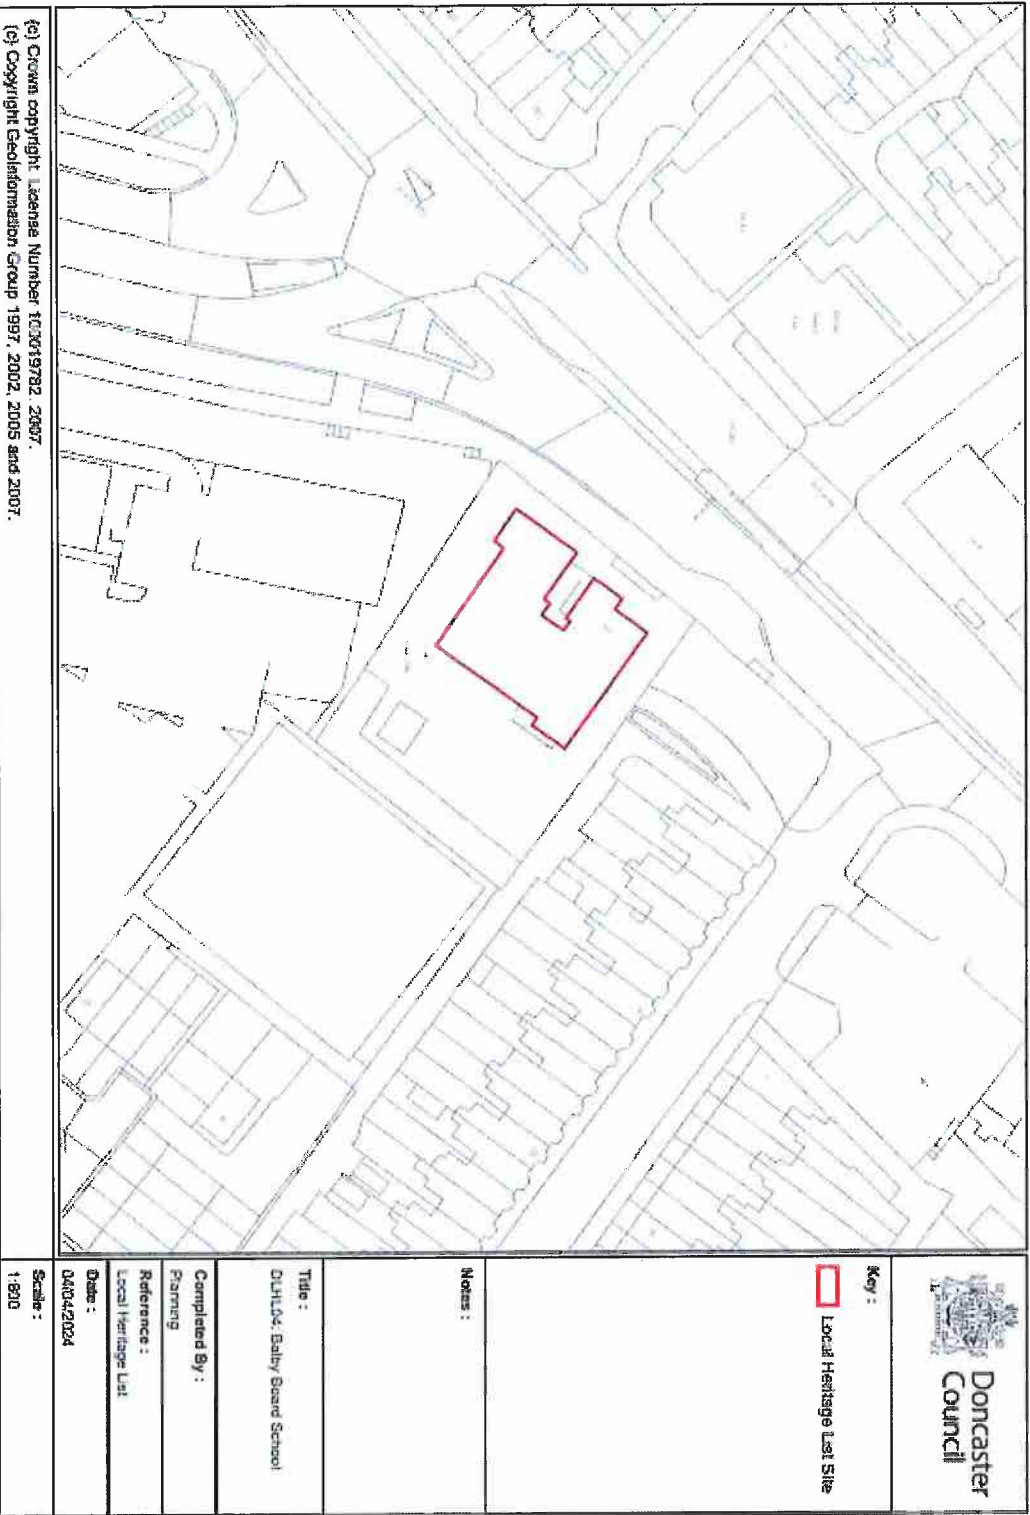 Doncaster
Council
Key :
Local Heritage List Site
Notes :
Title :
DLHL04: Balby Board School
Completed By :
Planning
Reference :
Local Heritage List
Date :
04/04/2024
Scale :
1:800
(c) Crown copyright. License Number 100019782. 2007.
(c) Copyright GeoInformation Group 1997, 2002, 2005 and 2007.